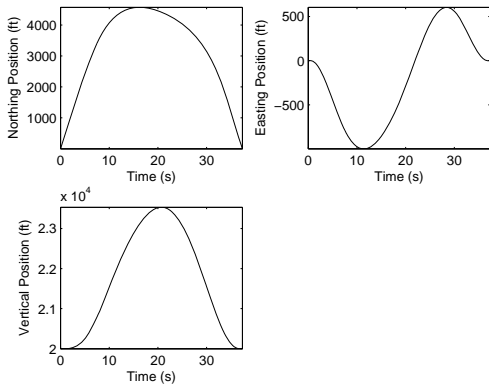 Northing Position (ft)
4000
3000
2000
1000
0 10 20 30
Time (s)
Easting Position (ft)
500
0
−500
0 10 20 30
Time (s)
x 10^4
Vertical Position (ft)
2.3
2.2
2.1
2
0 10 20 30
Time (s)